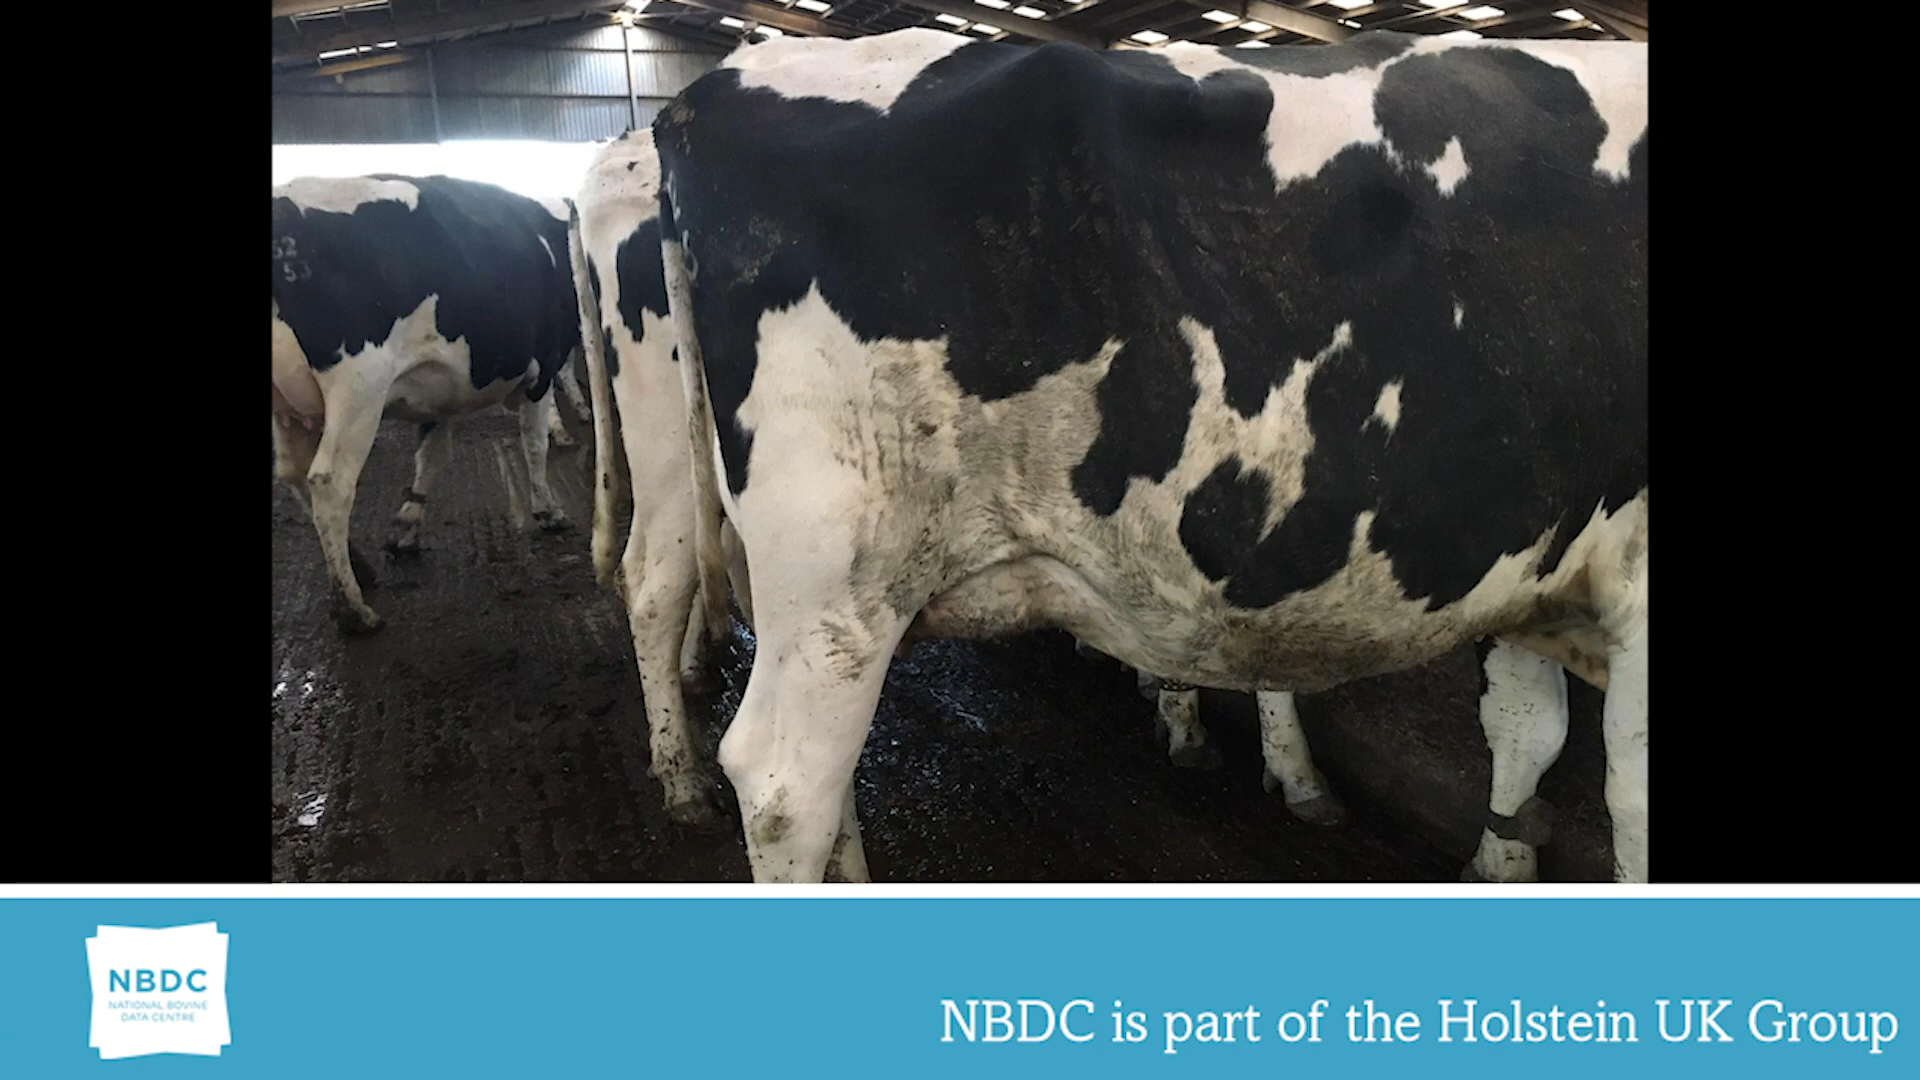 NBDC
NATIONAL BOVINE
DATA CENTRE
NBDC is part of the Holstein UK Group